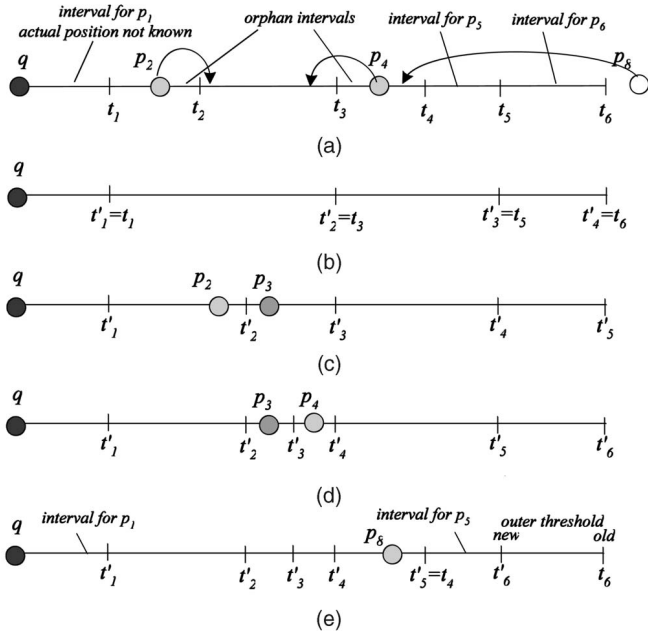 interval for p1
actual position not known
orphan intervals
interval for p5
interval for p6
q
p2
p4
p8
t1
t2
t3
t4
t5
t6
(a)
q
t'1=t1
t'2=t3
t'3=t5
t'4=t6
(b)
q
p2
p3
t'1
t'2
t'3
t'4
t'5
(c)
q
p3
p4
t'1
t'2
t'3
t'4
t'5
t'6
(d)
q
interval for p1
p8
interval for p5
outer threshold
new
old
t'1
t'2
t'3
t'4
t'5=t4
t'6
t6
(e)